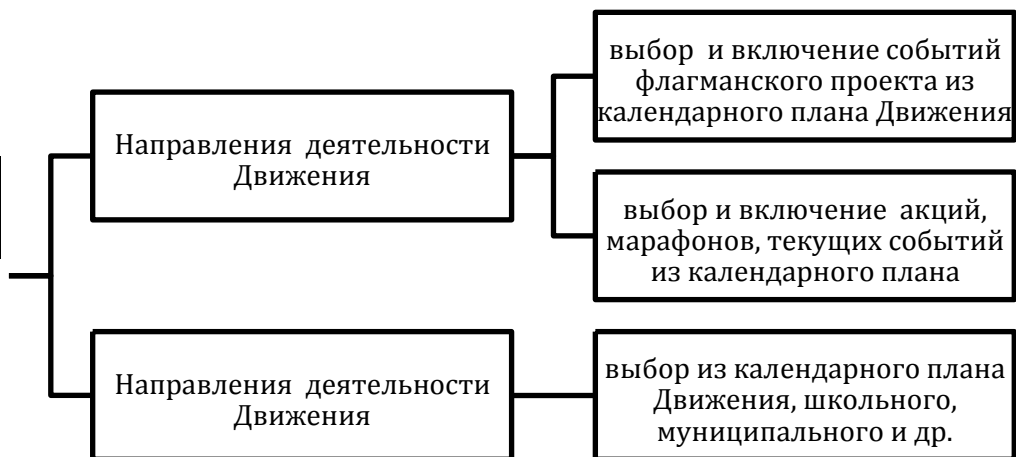 выбор и включение событий
флагманского проекта из
календарного плана Движения
Направления деятельности
Движения
выбор и включение акций,
марафонов, текущих событий
из календарного плана
Направления деятельности
Движения
выбор из календарного плана
Движения, школьного,
муниципального и др.